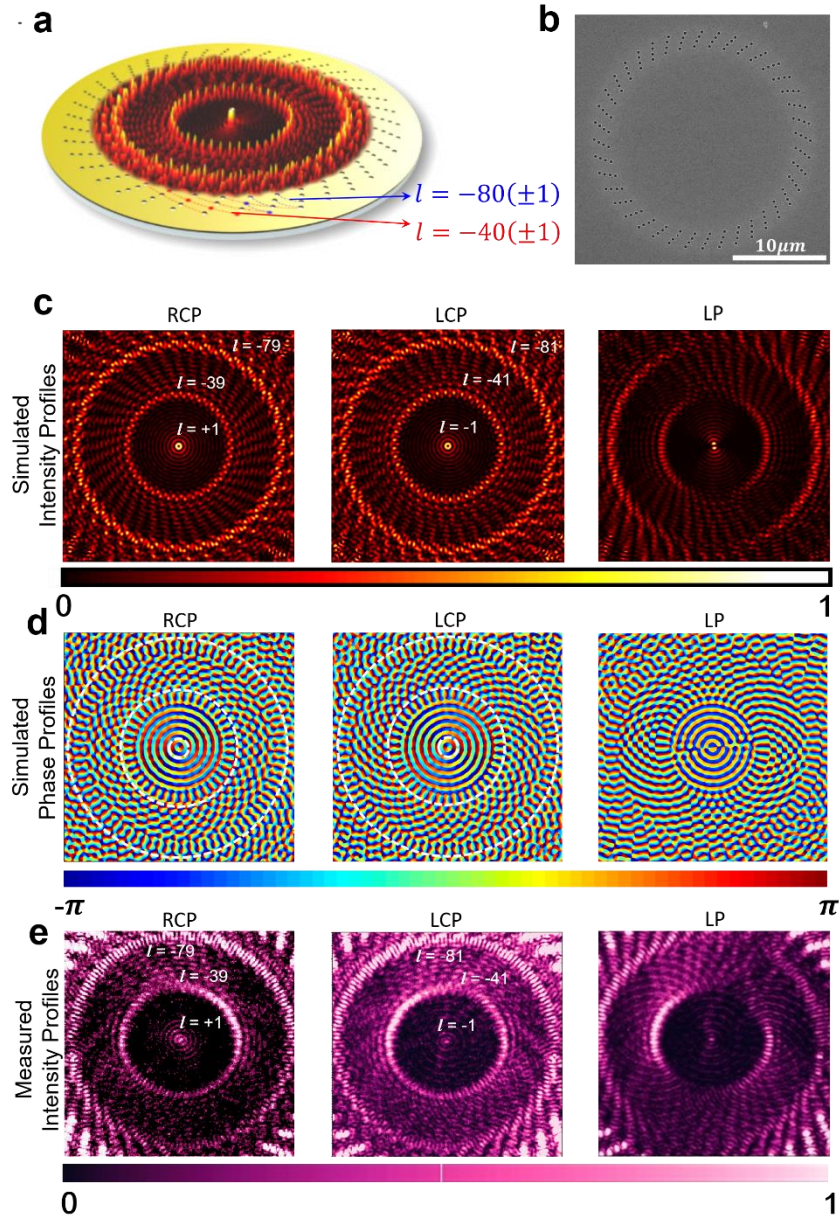 a
b
l = −80(±1)
l = −40(±1)
10μm
c
RCP
LCP
LP
Simulated
Intensity Profiles
l = -79
l = -39
l = +1
l = -81
l = -41
l = -1
0
1
d
RCP
LCP
LP
Simulated
Phase Profiles
-π
π
e
RCP
LCP
LP
Measured
Intensity Profiles
l = -79
l = -39
l = +1
l = -81
l = -41
l = -1
0
1